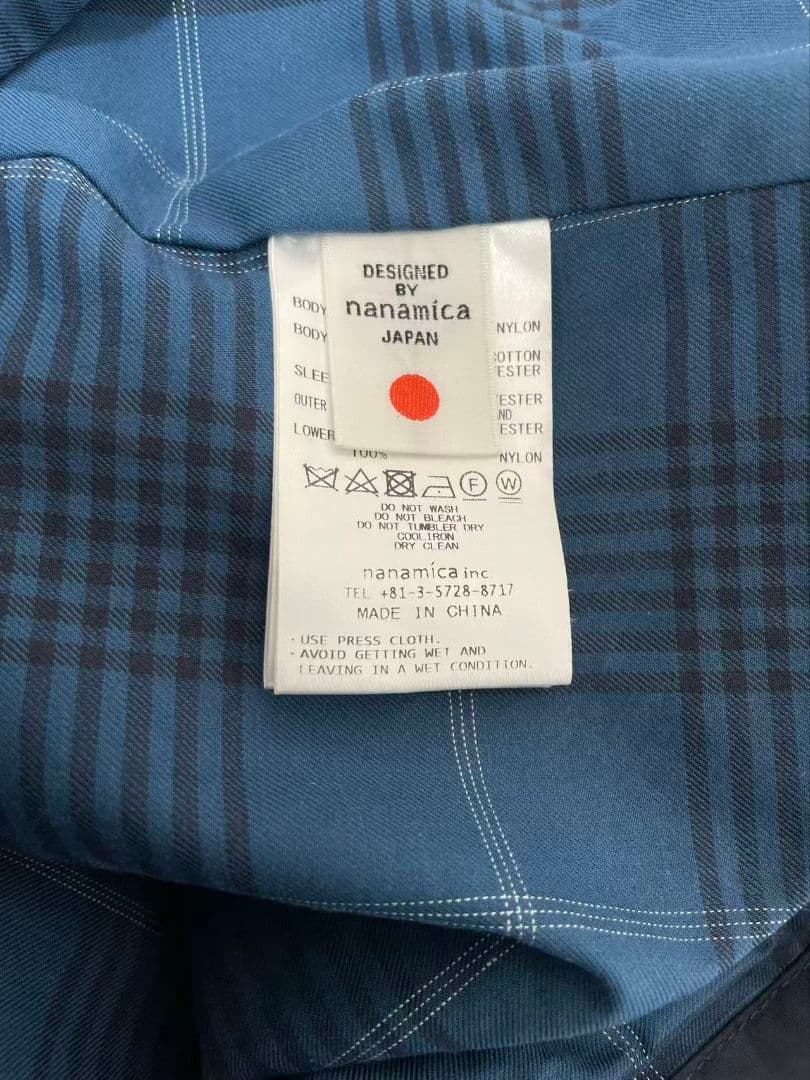 DESIGNED
BY
nanamica
JAPAN
BODY
BODY NYLON
COTTON
SLEE ESTER
OUTER ESTER
ND
LOWER ESTER
100% NYLON
F W
DO NOT WASH
DO NOT BLEACH
DO NOT TUMBLER DRY
COOL IRON
DRY CLEAN
nanamica inc
TEL +81-3-5728-8717
MADE IN CHINA
・USE PRESS CLOTH.
・AVOID GETTING WET AND
LEAVING IN A WET CONDITION.